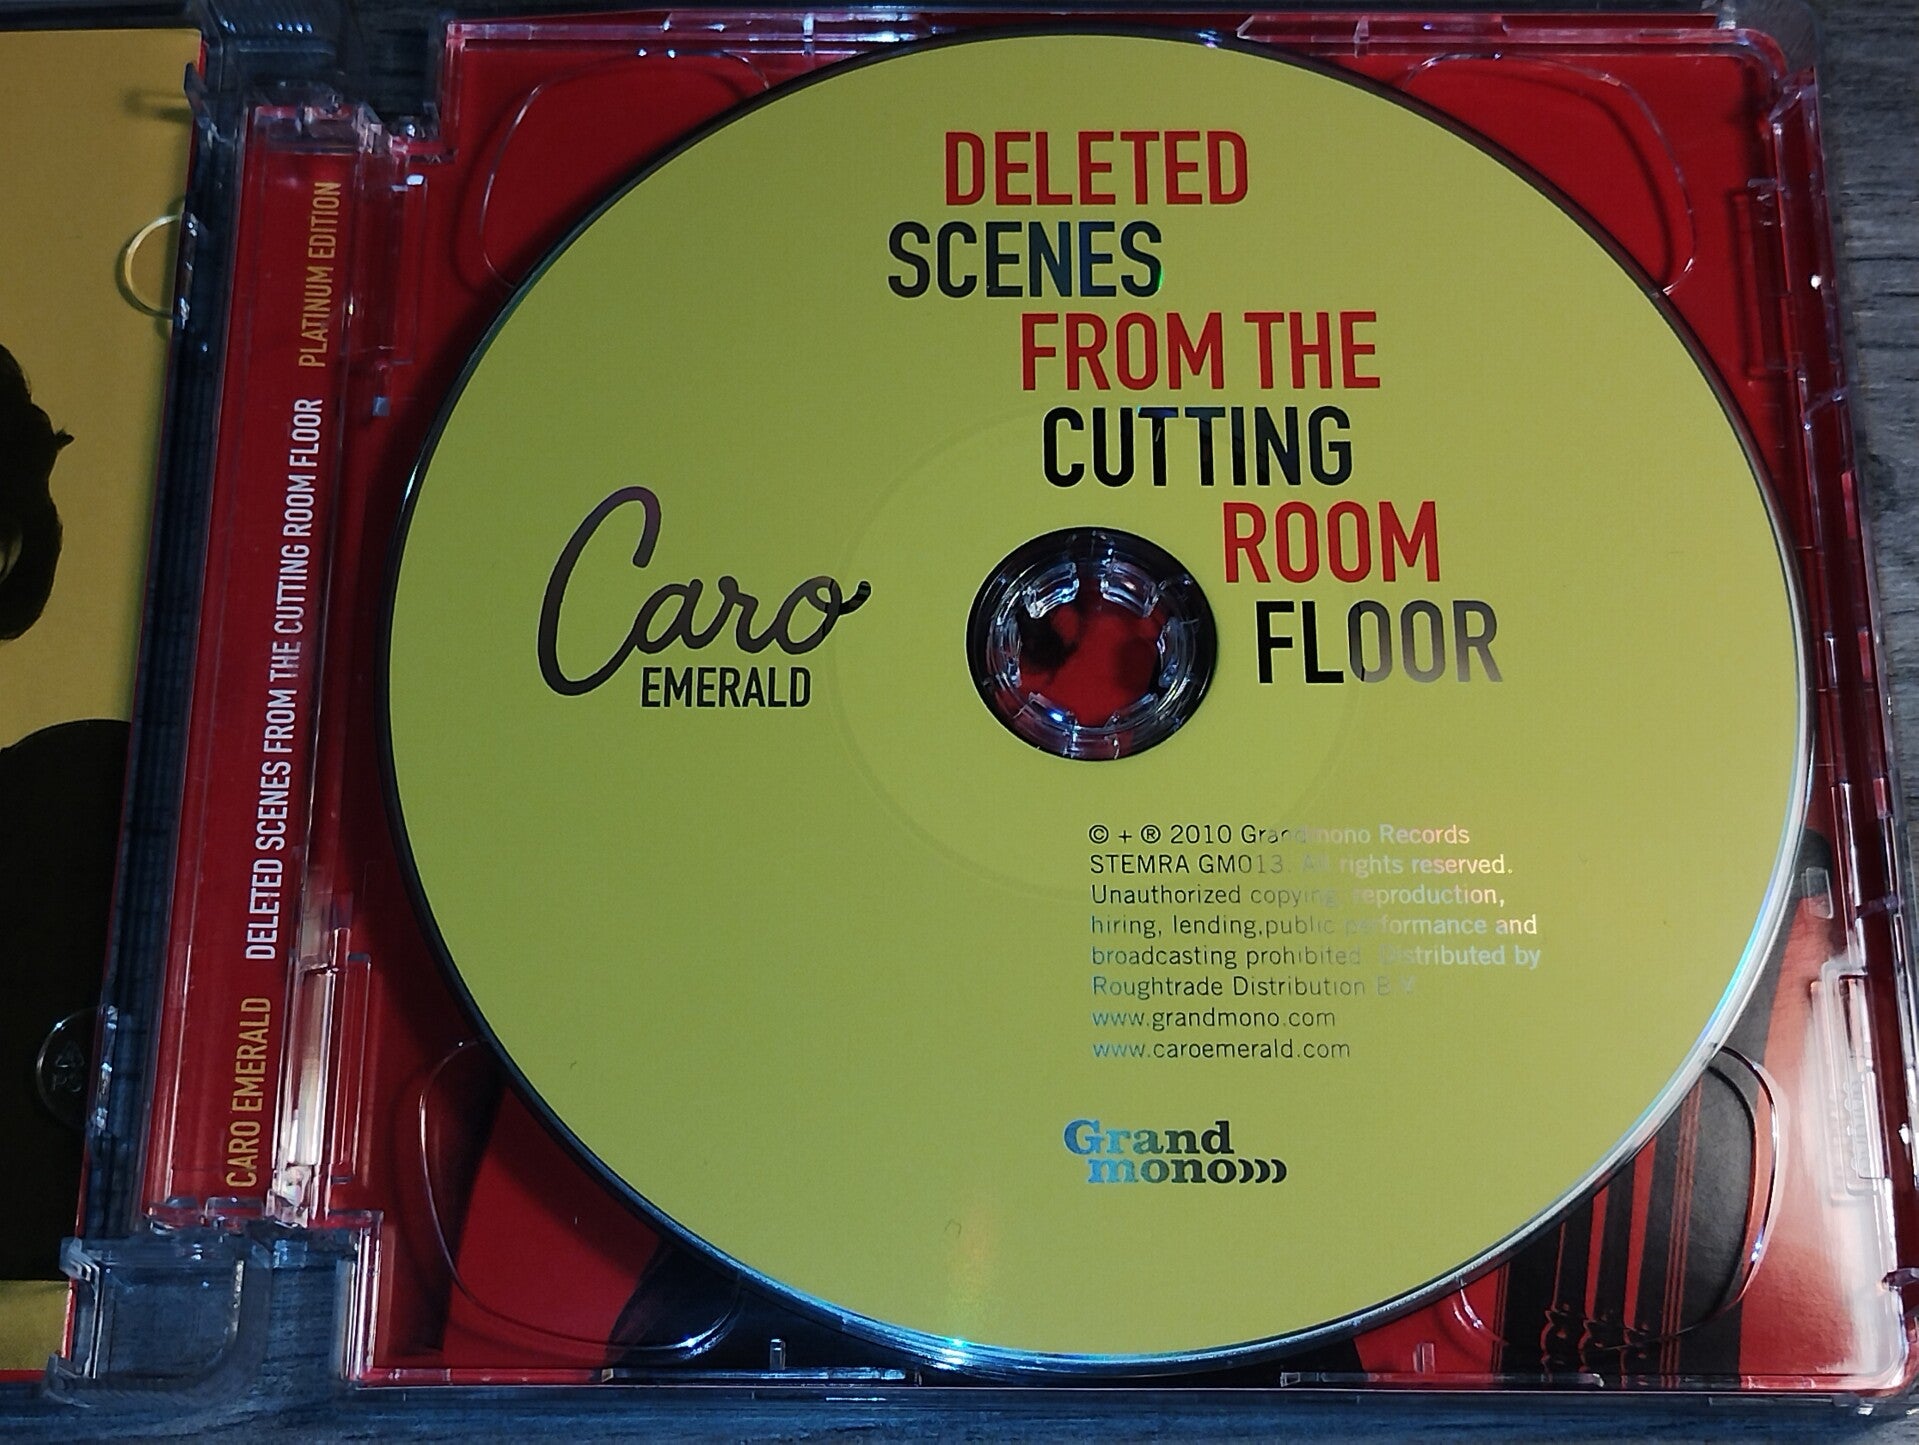 CARO EMERALD DELETED SCENES FROM THE CUTTING ROOM FLOOR PLATINUM EDITION
DELETED
SCENES
FROM THE
CUTTING
ROOM
FLOOR
Caro
EMERALD
© + ® 2010 Grandmono Records
STEMRA GM013. All rights reserved.
Unauthorized copying, reproduction,
hiring, lending,public performance and
broadcasting prohibited. Distributed by
Roughtrade Distribution B.V.
www.grandmono.com
www.caroemerald.com
Grand
mono)))